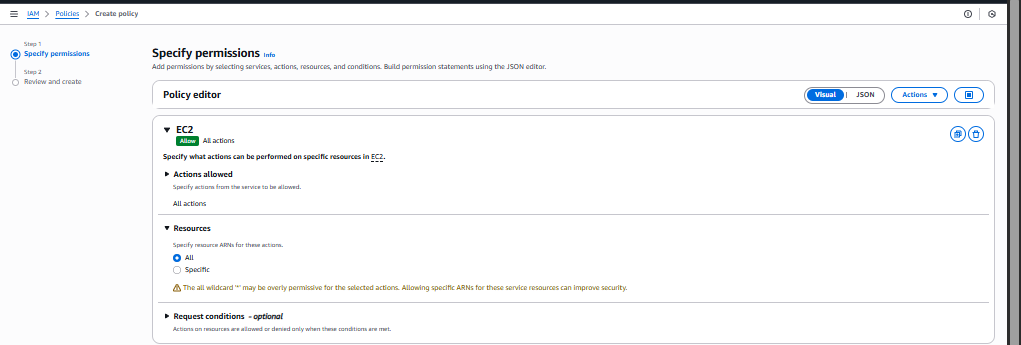 IAM > Policies > Create policy
Step 1
Specify permissions
Step 2
Review and create
Specify permissions Info
Add permissions by selecting services, actions, resources, and conditions. Build permission statements using the JSON editor.
Policy editor
Visual | JSON
Actions ▼
▼ EC2
Allow All actions
Specify what actions can be performed on specific resources in EC2.
▶ Actions allowed
Specify actions from the service to be allowed.
All actions
▼ Resources
Specify resource ARNs for these actions.
All
Specific
The all wildcard '*' may be overly permissive for the selected actions. Allowing specific ARNs for these service resources can improve security.
▶ Request conditions - optional
Actions on resources are allowed or denied only when these conditions are met.